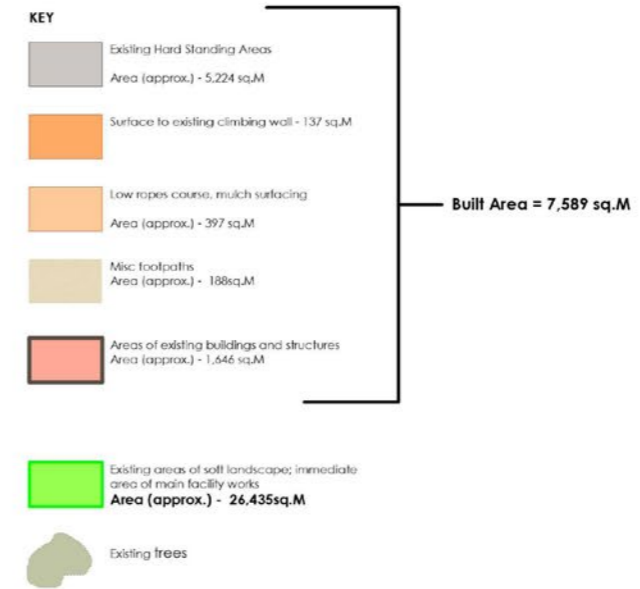 KEY
Existing Hard Standing Areas
Area (approx.) - 5,224 sq.M
Surface to existing climbing wall - 137 sq.M
Low ropes course, mulch surfacing
Area (approx.) - 397 sq.M
Misc footpaths
Area (approx.) - 188sq.M
Areas of existing buildings and structures
Area (approx.) - 1,646 sq.M
Built Area = 7,589 sq.M
Existing areas of soft landscape; immediate
area of main facility works
Area (approx.) - 26,435sq.M
Existing trees